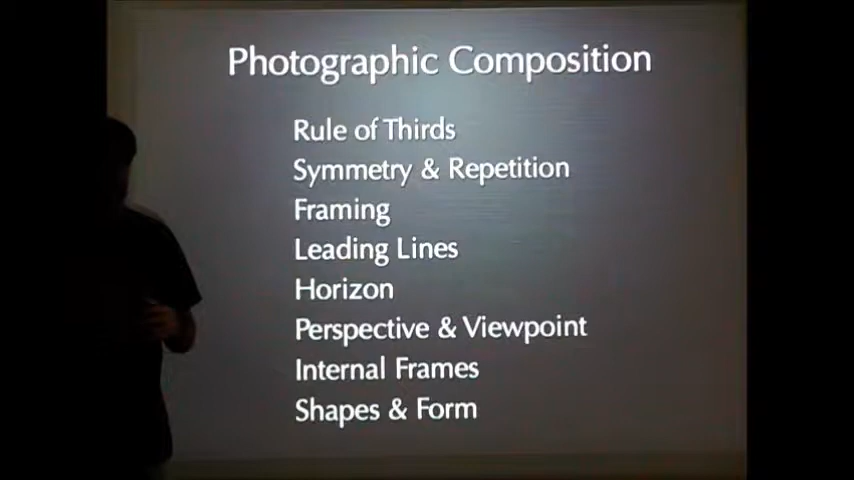 Photographic Composition
Rule of Thirds
Symmetry & Repetition
Framing
Leading Lines
Horizon
Perspective & Viewpoint
Internal Frames
Shapes & Form